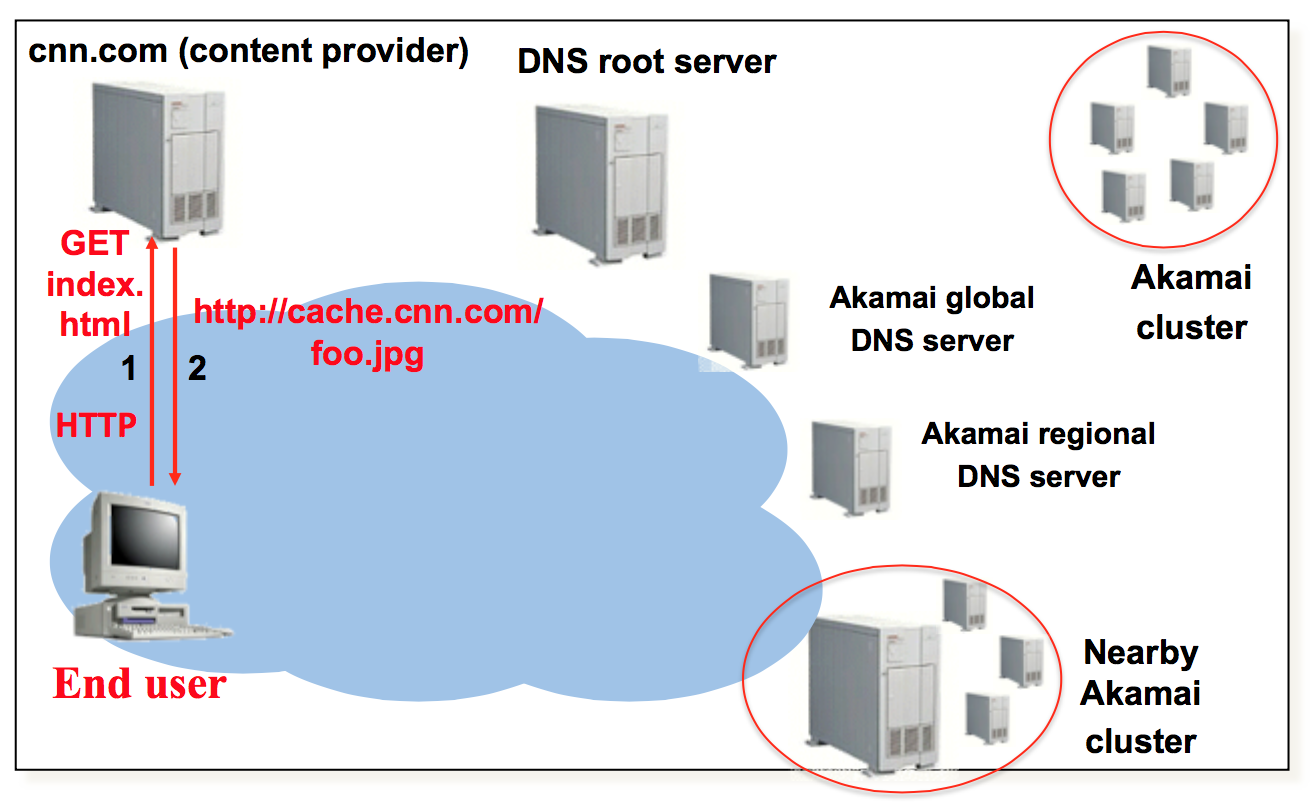 cnn.com (content provider)
DNS root server
GET
index.
html
http://cache.cnn.com/
foo.jpg
1
2
HTTP
End user
Akamai global
DNS server
Akamai
cluster
Akamai regional
DNS server
Nearby
Akamai
cluster